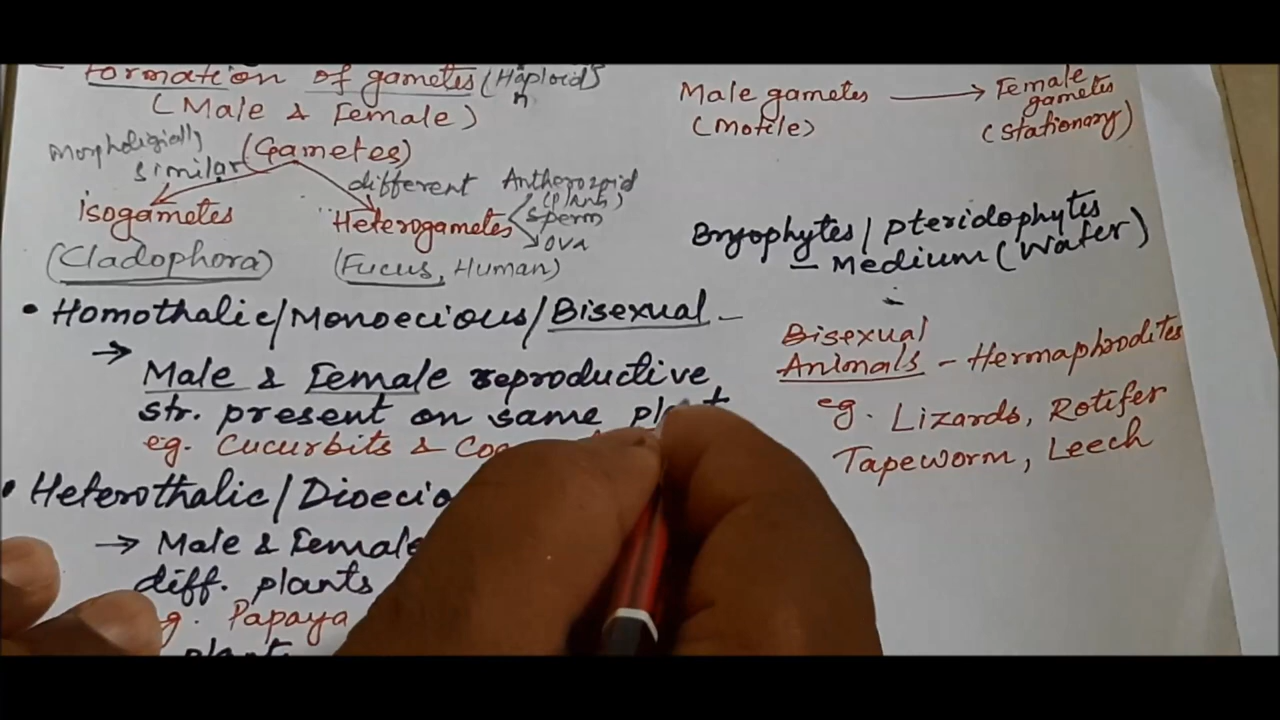 Formation of gametes (Haploid)
n
(Male & Female)
Morphologically
similar
(Gametes)
different
Isogametes
(Cladophora)
Heterogametes
Antherozoid
(plants)
sperm
ova
(Fucus, Human)
• Homothalic/Monoecious/Bisexual -
→ Male & Female reproductive
str. present on same
eg. Cucurbits &
• Heterothalic/
→ Male & Female
diff. plants
Papaya
Male gametes → Female
gametes
(Motile) (stationary)
Bryophytes/pteridophytes
- Medium (Water)
Bisexual
Animals - Hermaphrodites
eg. Lizards, Rotifer
Tapeworm, Leech